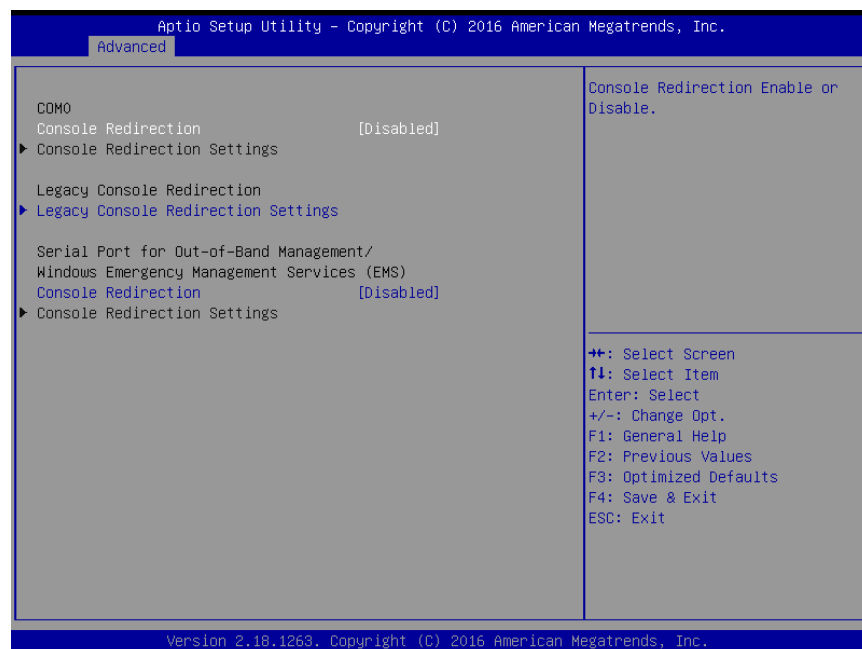 Aptio Setup Utility – Copyright (C) 2016 American Megatrends, Inc.
Advanced
COM0
Console Redirection [Disabled]
▶ Console Redirection Settings
Legacy Console Redirection
▶ Legacy Console Redirection Settings
Serial Port for Out-of-Band Management/
Windows Emergency Management Services (EMS)
Console Redirection [Disabled]
▶ Console Redirection Settings
Console Redirection Enable or
Disable.
→←: Select Screen
↑↓: Select Item
Enter: Select
+/-: Change Opt.
F1: General Help
F2: Previous Values
F3: Optimized Defaults
F4: Save & Exit
ESC: Exit
Version 2.18.1263. Copyright (C) 2016 American Megatrends, Inc.